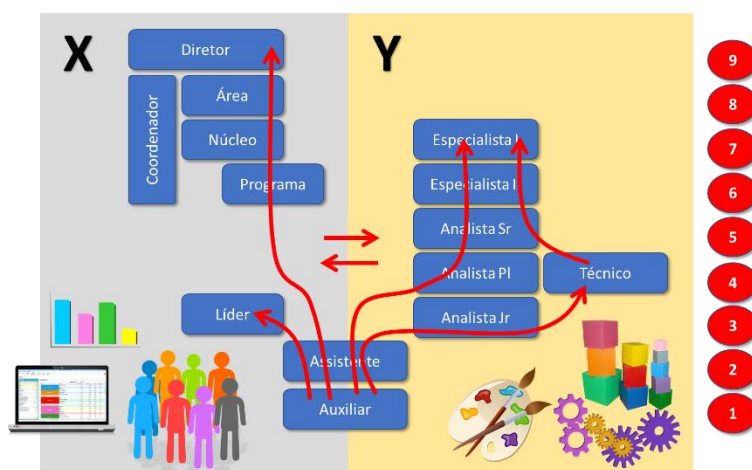 X
Y
Diretor
Coordenador
Área
Núcleo
Programa
Líder
Especialista I
Especialista I
Analista Sr
Analista Pl
Técnico
Analista Jr
Assistente
Auxiliar
9
8
7
6
5
4
3
2
1